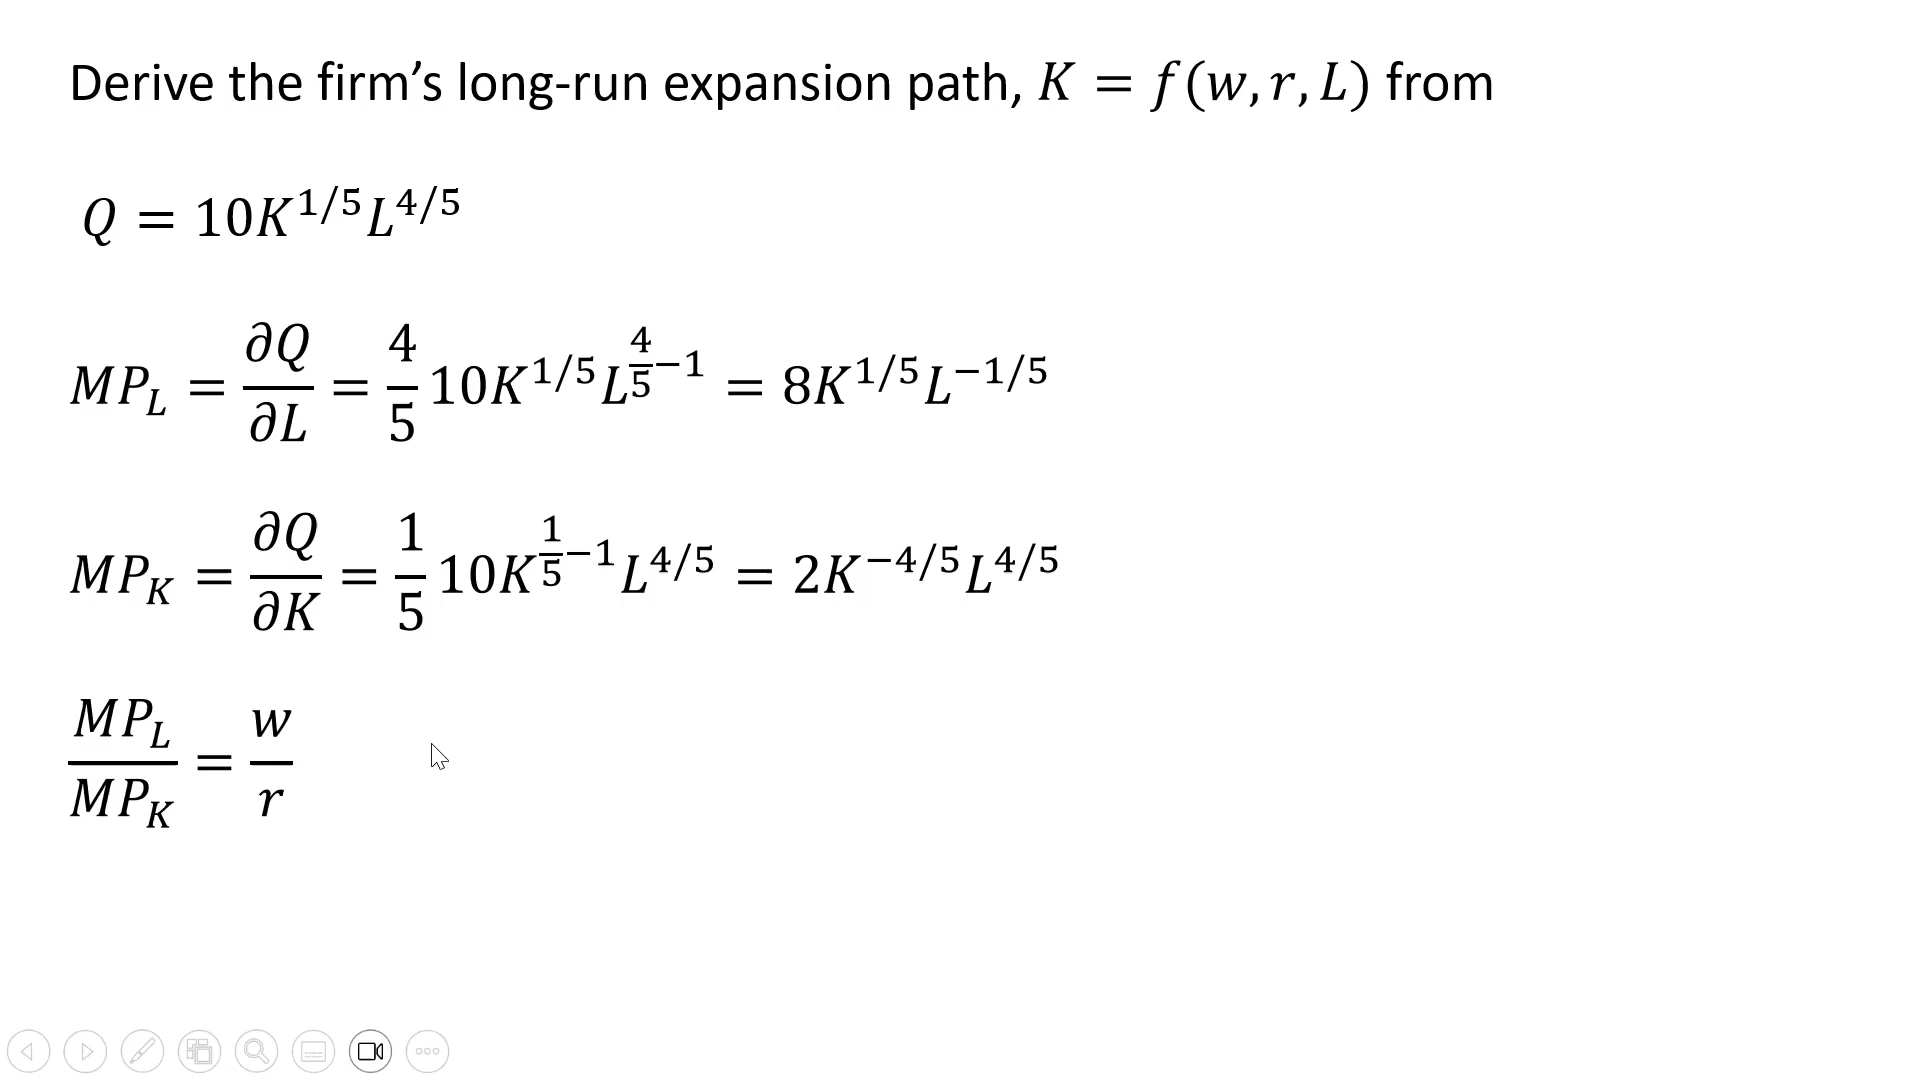 Derive the firm’s long-run expansion path, K = f(w, r, L) from
Q = 10K^{1/5}L^{4/5}
MP_L = ∂Q/∂L = 4/5 10K^{1/5}L^{4/5−1} = 8K^{1/5}L^{−1/5}
MP_K = ∂Q/∂K = 1/5 10K^{1/5−1}L^{4/5} = 2K^{−4/5}L^{4/5}
MP_L/MP_K = w/r